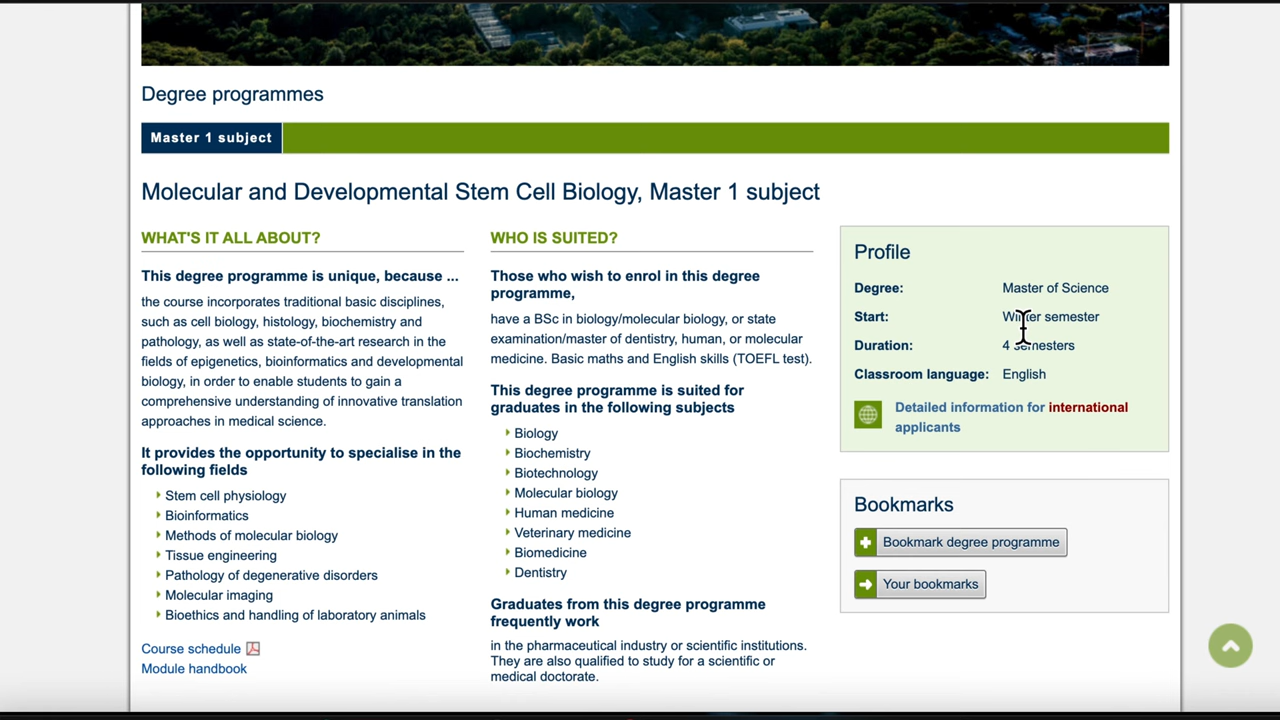 Degree programmes
Master 1 subject
Molecular and Developmental Stem Cell Biology, Master 1 subject
WHAT'S IT ALL ABOUT?
This degree programme is unique, because ...
the course incorporates traditional basic disciplines,
such as cell biology, histology, biochemistry and
pathology, as well as state-of-the-art research in the
fields of epigenetics, bioinformatics and developmental
biology, in order to enable students to gain a
comprehensive understanding of innovative translation
approaches in medical science.
It provides the opportunity to specialise in the
following fields
Stem cell physiology
Bioinformatics
Methods of molecular biology
Tissue engineering
Pathology of degenerative disorders
Molecular imaging
Bioethics and handling of laboratory animals
Course schedule
Module handbook
WHO IS SUITED?
Those who wish to enrol in this degree
programme,
have a BSc in biology/molecular biology, or state
examination/master of dentistry, human, or molecular
medicine. Basic maths and English skills (TOEFL test).
This degree programme is suited for
graduates in the following subjects
Biology
Biochemistry
Biotechnology
Molecular biology
Human medicine
Veterinary medicine
Biomedicine
Dentistry
Graduates from this degree programme
frequently work
in the pharmaceutical industry or scientific institutions.
They are also qualified to study for a scientific or
medical doctorate.
Profile
Degree: Master of Science
Start: Winter semester
Duration: 4 semesters
Classroom language: English
Detailed information for international
applicants
Bookmarks
Bookmark degree programme
Your bookmarks